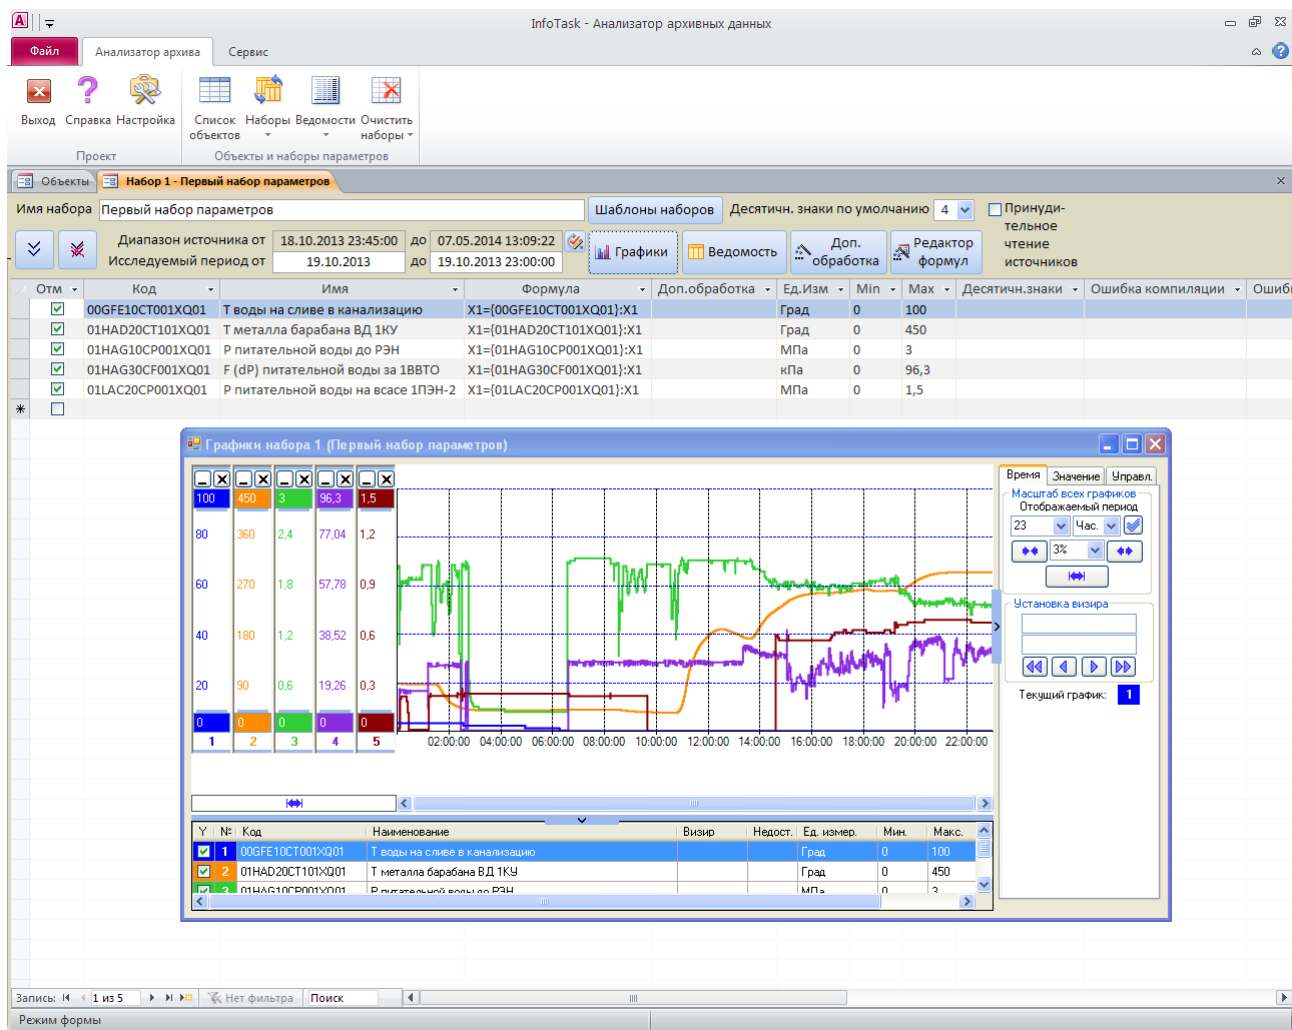 InfoTask - Анализатор архивных данных
Файл Анализатор архива Сервис
Выход Справка Настройка Список объектов Наборы Ведомости Очистить наборы
Проект Объекты и наборы параметров
Объекты Набор 1 - Первый набор параметров
Имя набора Первый набор параметров Шаблоны наборов Десятичн. знаки по умолчанию 4 Принуди-
тельное
чтение
источников
Диапазон источника от 18.10.2013 23:45:00 до 07.05.2014 13:09:22
Исследуемый период от 19.10.2013 до 19.10.2013 23:00:00
Графики Ведомость Доп. обработка Редактор формул
Отм Код Имя Формула Доп.обработка Ед.Изм Min Max Десятичн.знаки Ошибка компиляции Ошиб
00GFE10CT001XQ01 Т воды на сливе в канализацию X1={00GFE10CT001XQ01}:X1 Град 0 100
01HAD20CT101XQ01 Т металла барабана ВД 1КУ X1={01HAD20CT101XQ01}:X1 Град 0 450
01HAG10CP001XQ01 Р питательной воды до РЭН X1={01HAG10CP001XQ01}:X1 МПа 0 3
01HAG30CF001XQ01 F (dP) питательной воды за 1ВВТО X1={01HAG30CF001XQ01}:X1 кПа 0 96,3
01LAC20CP001XQ01 Р питательной воды на всасе 1ПЭН-2 X1={01LAC20CP001XQ01}:X1 МПа 0 1,5
Графики набора 1 (Первый набор параметров)
100 450 3 96,3 1,5
80 360 2,4 77,04 1,2
60 270 1,8 57,78 0,9
40 180 1,2 38,52 0,6
20 90 0,6 19,26 0,3
0 0 0 0 0
1 2 3 4 5
02:00:00 04:00:00 06:00:00 08:00:00 10:00:00 12:00:00 14:00:00 16:00:00 18:00:00 20:00:00 22:00:00
Время Значение Управл.
Масштаб всех графиков
Отображаемый период
23 Час.
3%
Установка визира
Текущий график: 1
Y № Код Наименование Визир Недост. Ед. измер. Мин. Макс.
1 00GFE10CT001XQ01 Т воды на сливе в канализацию Град 0 100
2 01HAD20CT101XQ01 Т металла барабана ВД 1КУ Град 0 450
3 01HAG10CP001XQ01 Р питательной воды до РЭН МПа 0 3
Запись: 1 из 5 Нет фильтра Поиск
Режим формы